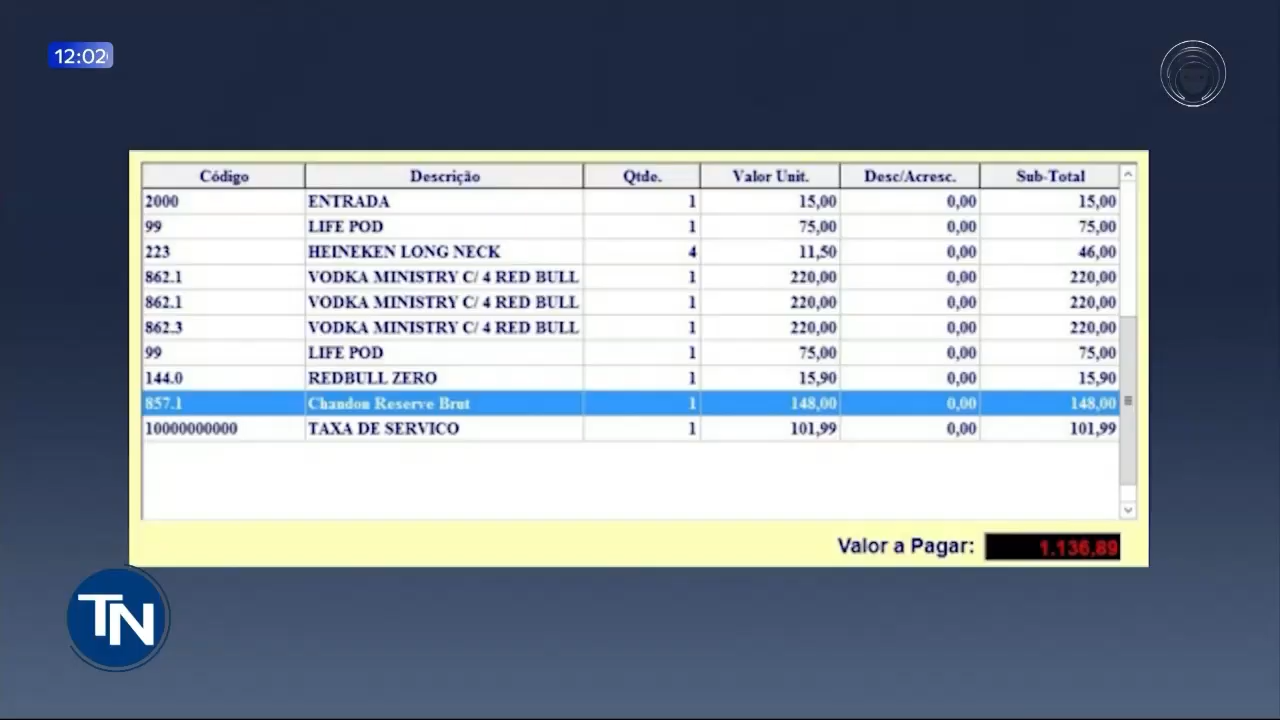 12:02
Código Descrição Qtde. Valor Unit. Desc/Acresc. Sub-Total
2000 ENTRADA 1 15,00 0,00 15,00
99 LIFE POD 1 75,00 0,00 75,00
223 HEINEKEN LONG NECK 4 11,50 0,00 46,00
862.1 VODKA MINISTRY C/ 4 RED BULL 1 220,00 0,00 220,00
862.1 VODKA MINISTRY C/ 4 RED BULL 1 220,00 0,00 220,00
862.3 VODKA MINISTRY C/ 4 RED BULL 1 220,00 0,00 220,00
99 LIFE POD 1 75,00 0,00 75,00
144.0 REDBULL ZERO 1 15,90 0,00 15,90
857.1 Chandon Reserve Brut 1 148,00 0,00 148,00
10000000000 TAXA DE SERVICO 1 101,99 0,00 101,99
Valor a Pagar: 1.136,89
TN